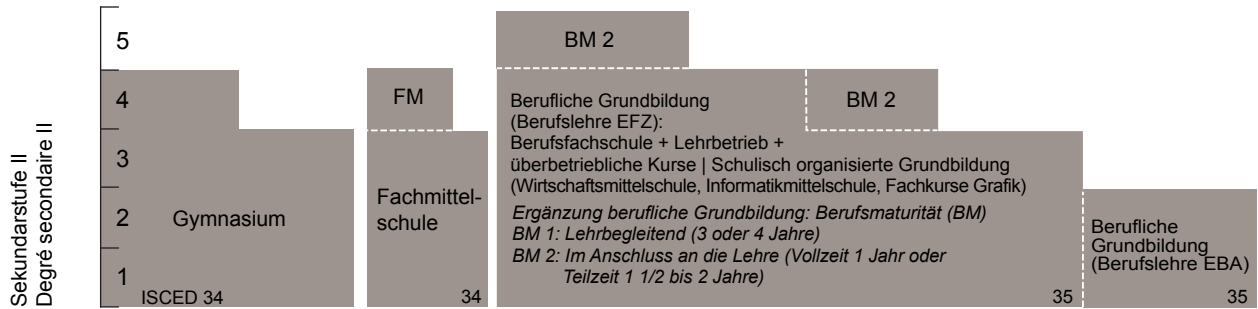 Sekundarstufe II
Degré secondaire II
5
4
3
2
1
Gymnasium
ISCED 34
FM
Fachmittel-
schule
34
BM 2
Berufliche Grundbildung
(Berufslehre EFZ):
Berufsfachschule + Lehrbetrieb +
überbetriebliche Kurse | Schulisch organisierte Grundbildung
(Wirtschaftsmittelschule, Informatikmittelschule, Fachkurse Grafik)
Ergänzung berufliche Grundbildung: Berufsmaturität (BM)
BM 1: Lehrbegleitend (3 oder 4 Jahre)
BM 2: Im Anschluss an die Lehre (Vollzeit 1 Jahr oder
Teilzeit 1 1/2 bis 2 Jahre)
BM 2
35
Berufliche
Grundbildung
(Berufslehre EBA)
35